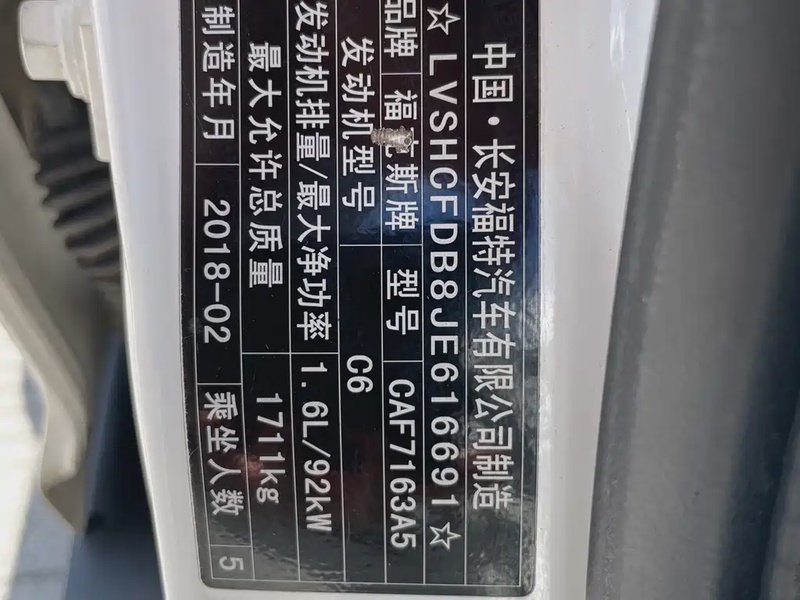 中国·长安福特汽车有限公司制造
☆LVSHCFDB8JE616691☆
品牌 福克斯牌 型号 CAF7163A5
发动机型号 C6
发动机排量/最大净功率 1.6L/92kW
最大允许总质量 1711kg
制造年月 2018-02 乘坐人数 5